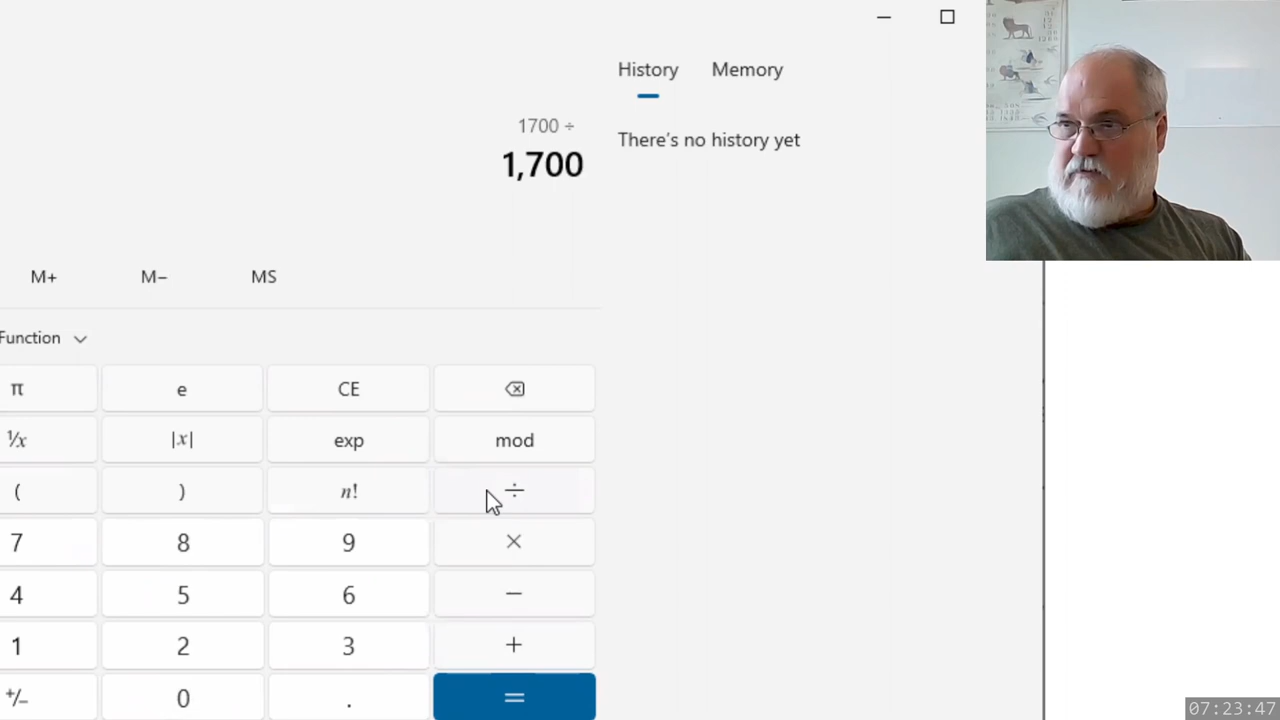 History Memory
1700 ÷
1,700
There's no history yet
M+ M− MS
Function
π e CE
⅟x |x| exp mod
( ) n! ÷
7 8 9 ×
4 5 6 −
1 2 3 +
+/− 0 . =
07:23:47